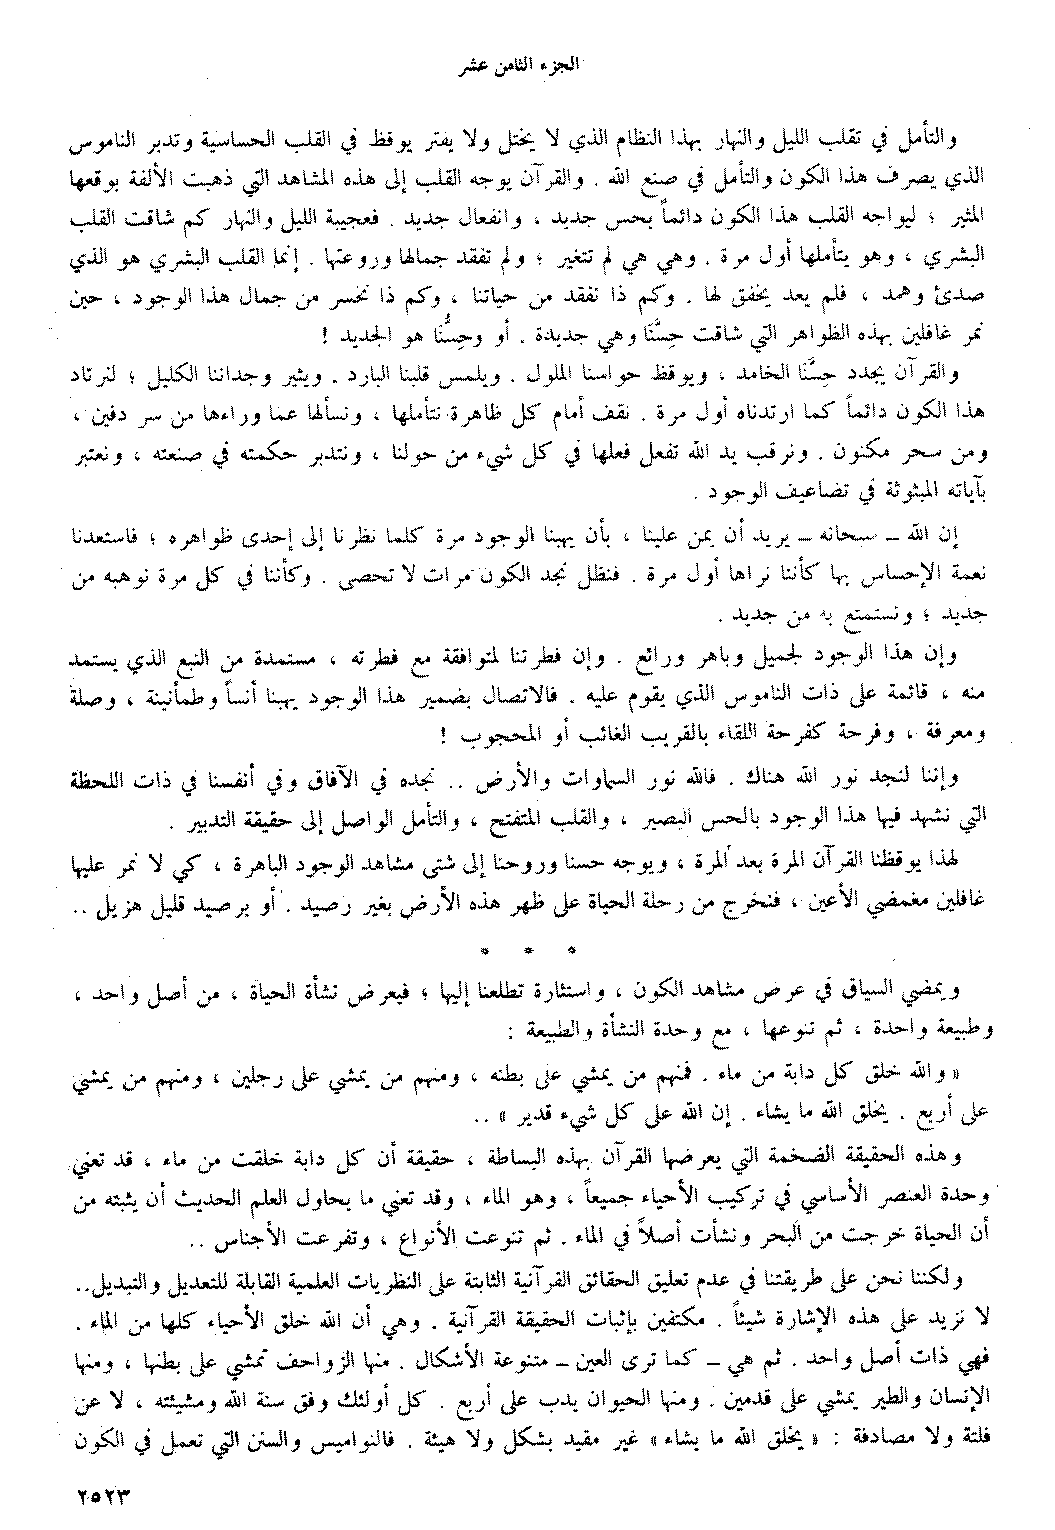 الجزء الثامن عشر
والتأمل في تقلب الليل والنهار بهذا النظام الذي لا يختل ولا يفتر يوقظ في القلب الحساسية وتدبر الناموس
الذي يصرف هذا الكون والتأمل في صنع الله . والقرآن يوجه القلب إلى هذه المشاهد التي ذهبت الألفة بوقعها
المثير ؛ ليواجه القلب هذا الكون دائماً بحس جديد ، وانفعال جديد . فعجيبة الليل والنهار كم شاقت القلب
البشري ، وهو يتأملها أول مرة . وهي هي لم تتغير ؛ ولم تفقد جمالها وروعتها . إنما القلب البشري هو الذي
صدئ وهمد ، فلم يعد يخفق لها . وكم ذا نفقد من حياتنا ، وكم ذا نخسر من جمال هذا الوجود ، حين
نمر غافلين بهذه الظواهر التي شاقت حِسَّنا وهي جديدة . أو وحِسُّنا هو الجديد !
والقرآن يجدد حِسَّنا الخامد ، ويوقظ حواسنا الملول . ويلمس قلبنا البارد . ويثير وجداننا الكليل ؛ لنرتاد
هذا الكون دائماً كما ارتدناه أول مرة . نقف أمام كل ظاهرة نتأملها ، ونسألها عما وراءها من سر دفين ،
ومن سحر مكنون . ونرقب يد الله تفعل فعلها في كل شيء من حولنا ، ونتدبر حكمته في صنعته ، ونعتبر
بآياته المبثوثة في تضاعيف الوجود .
إن الله – سبحانه – يريد أن يمن علينا ، بأن يهبنا الوجود مرة كلما نظرنا إلى إحدى ظواهره ؛ فاستعدنا
نعمة الإحساس بها كأننا نراها أول مرة . فنظل نجد الكون مرات لا تحصى . وكأننا في كل مرة نوهبه من
جديد ؛ ونستمتع به من جديد .
وإن هذا الوجود لجميل وباهر ورائع . وإن فطرتنا لمتوافقة مع فطرته ، مستمدة من النبع الذي يستمد
منه ، قائمة على ذات الناموس الذي يقوم عليه . فالاتصال بضمير هذا الوجود يهبنا أنساً وطمأنينة ، وصلة
ومعرفة ، وفرحة كفرحة اللقاء بالقريب الغائب أو المحجوب !
وإننا لنجد نور الله هناك . فالله نور السماوات والأرض .. نجده في الآفاق وفي أنفسنا في ذات اللحظة
التي نشهد فيها هذا الوجود بالحس البصير ، والقلب المتفتح ، والتأمل الواصل إلى حقيقة التدبير .
لهذا يوقظنا القرآن المرة بعد المرة ، ويوجه حسنا وروحنا إلى شتى مشاهد الوجود الباهرة ، كي لا نمر عليها
غافلين مغمضي الأعين ، فنخرج من رحلة الحياة على ظهر هذه الأرض بغير رصيد . أو برصيد قليل هزيل ..
* * *
ويمضي السياق في عرض مشاهد الكون ، واستثارة تطلعنا إليها ؛ فيعرض نشأة الحياة ، من أصل واحد ،
وطبيعة واحدة ، ثم تنوعها ، مع وحدة النشأة والطبيعة :
« والله خلق كل دابة من ماء . فمنهم من يمشي على بطنه ، ومنهم من يمشي على رجلين ، ومنهم من يمشي
على أربع . يخلق الله ما يشاء . إن الله على كل شيء قدير » ..
وهذه الحقيقة الضخمة التي يعرضها القرآن بهذه البساطة ، حقيقة أن كل دابة خلقت من ماء ، قد تعني
وحدة العنصر الأساسي في تركيب الأحياء جميعاً ، وهو الماء ، وقد تعني ما يحاول العلم الحديث أن يثبته من
أن الحياة خرجت من البحر ونشأت أصلاً في الماء . ثم تنوعت الأنواع ، وتفرعت الأجناس ..
ولكننا نحن على طريقتنا في عدم تعليق الحقائق القرآنية الثابتة على النظريات العلمية القابلة للتعديل والتبديل..
لا نزيد على هذه الإشارة شيئاً . مكتفين بإثبات الحقيقة القرآنية . وهي أن الله خلق الأحياء كلها من الماء .
فهي ذات أصل واحد . ثم هي – كما ترى العين – متنوعة الأشكال . منها الزواحف تمشي على بطنها ، ومنها
الإنسان والطير يمشي على قدمين . ومنها الحيوان يدب على أربع . كل أولئك وفق سنة الله ومشيئته ، لا عن
فلتة ولا مصادفة : « يخلق الله ما يشاء » غير مقيد بشكل ولا هيئة . فالنواميس والسنن التي تعمل في الكون
٢٥٢٣